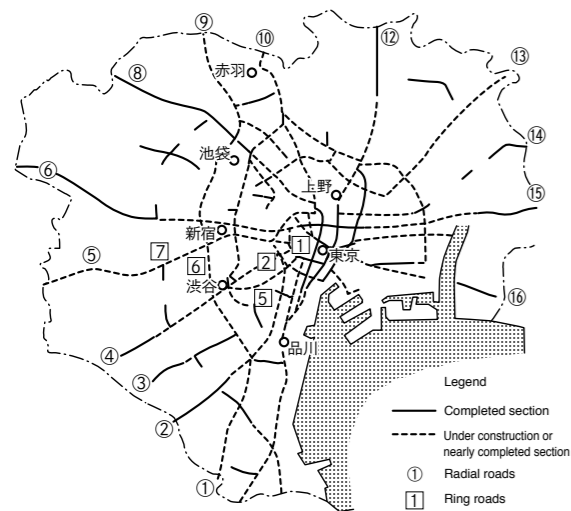 ⑨
⑩
⑫
⑬
⑧
赤羽
⑭
池袋
⑥
上野
⑮
新宿
1
東京
⑤
7
2
6
渋谷
5
⑯
品川
④
③
②
①
Legend
Completed section
Under construction or
nearly completed section
① Radial roads
1 Ring roads